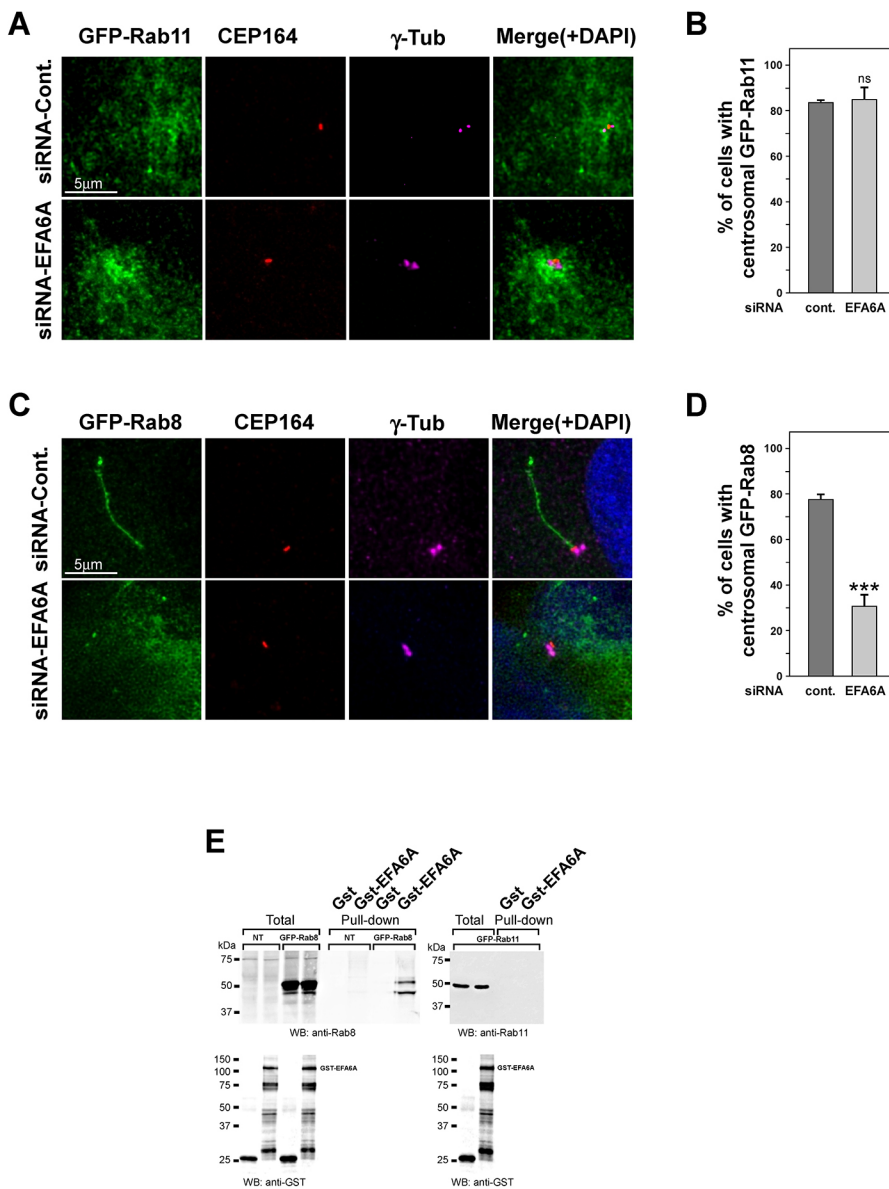 A
GFP-Rab11 CEP164 γ-Tub Merge(+DAPI)
siRNA-Cont.
5μm
siRNA-EFA6A
B
% of cells with
centrosomal GFP-Rab11
100
80
60
40
20
0
ns
siRNA cont. EFA6A
C
GFP-Rab8 CEP164 γ-Tub Merge(+DAPI)
siRNA-Cont.
5μm
siRNA-EFA6A
D
% of cells with
centrosomal GFP-Rab8
100
80
60
40
20
0
***
siRNA cont. EFA6A
E
Gst
Gst-EFA6A
Gst
Gst-EFA6A
Total Pull-down
NT GFP-Rab8 NT GFP-Rab8
kDa
75
50
37
WB: anti-Rab8
Gst
Gst-EFA6A
Total Pull-down
GFP-Rab11
kDa
75
50
37
WB: anti-Rab11
150
100
75
50
37
25
GST-EFA6A
WB: anti-GST
150
100
75
50
37
25
GST-EFA6A
WB: anti-GST